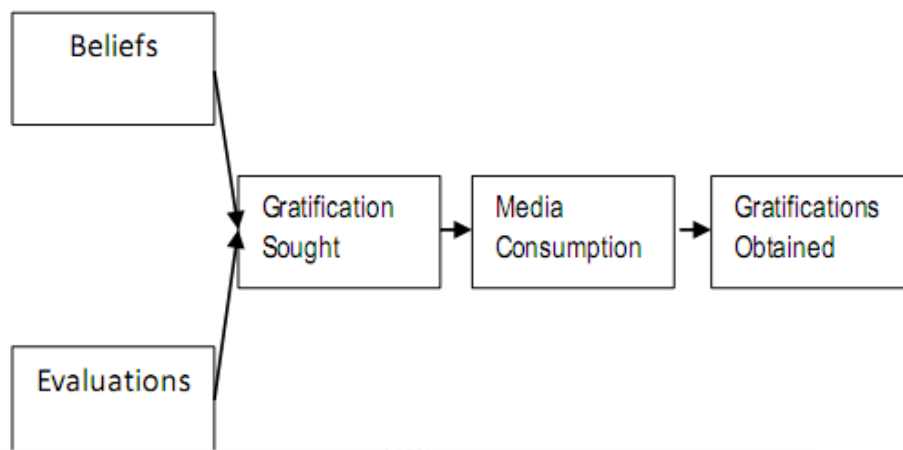 Beliefs
Gratification
Sought
Media
Consumption
Gratifications
Obtained
Evaluations